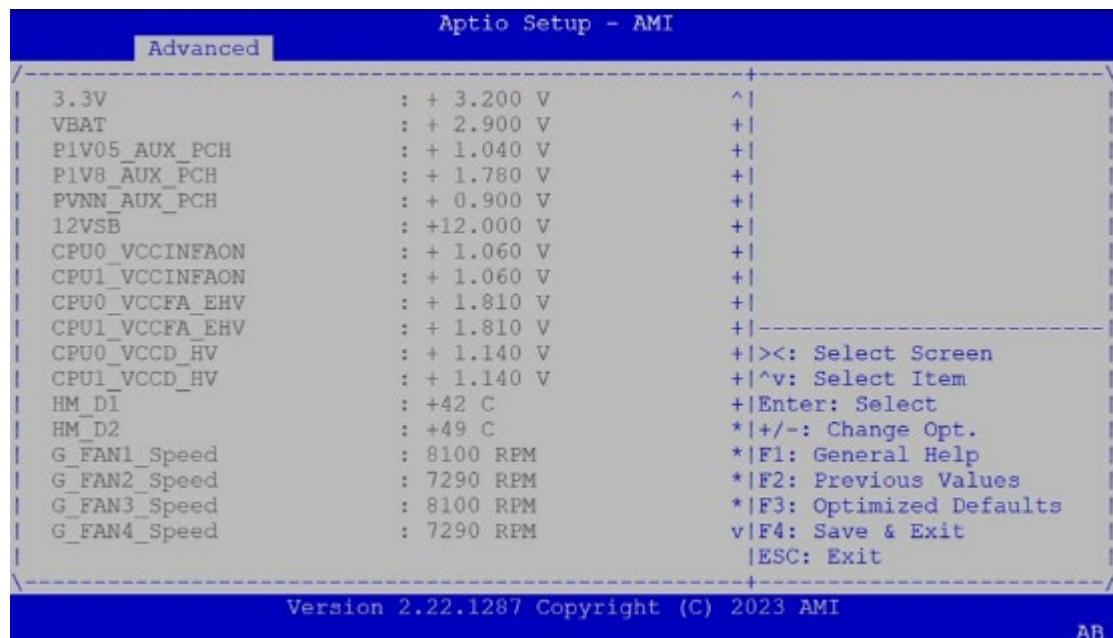 Aptio Setup - AMI
Advanced
3.3V : + 3.200 V
VBAT : + 2.900 V
P1V05_AUX_PCH : + 1.040 V
P1V8_AUX_PCH : + 1.780 V
PVNN_AUX_PCH : + 0.900 V
12VSB : +12.000 V
CPU0_VCCINFAON : + 1.060 V
CPU1_VCCINFAON : + 1.060 V
CPU0_VCCFA_EHV : + 1.810 V
CPU1_VCCFA_EHV : + 1.810 V
CPU0_VCCD_HV : + 1.140 V
CPU1_VCCD_HV : + 1.140 V
HM_D1 : +42 C
HM_D2 : +49 C
G_FAN1_Speed : 8100 RPM
G_FAN2_Speed : 7290 RPM
G_FAN3_Speed : 8100 RPM
G_FAN4_Speed : 7290 RPM
><: Select Screen
^v: Select Item
Enter: Select
+/-: Change Opt.
F1: General Help
F2: Previous Values
F3: Optimized Defaults
F4: Save & Exit
ESC: Exit
Version 2.22.1287 Copyright (C) 2023 AMI
AB